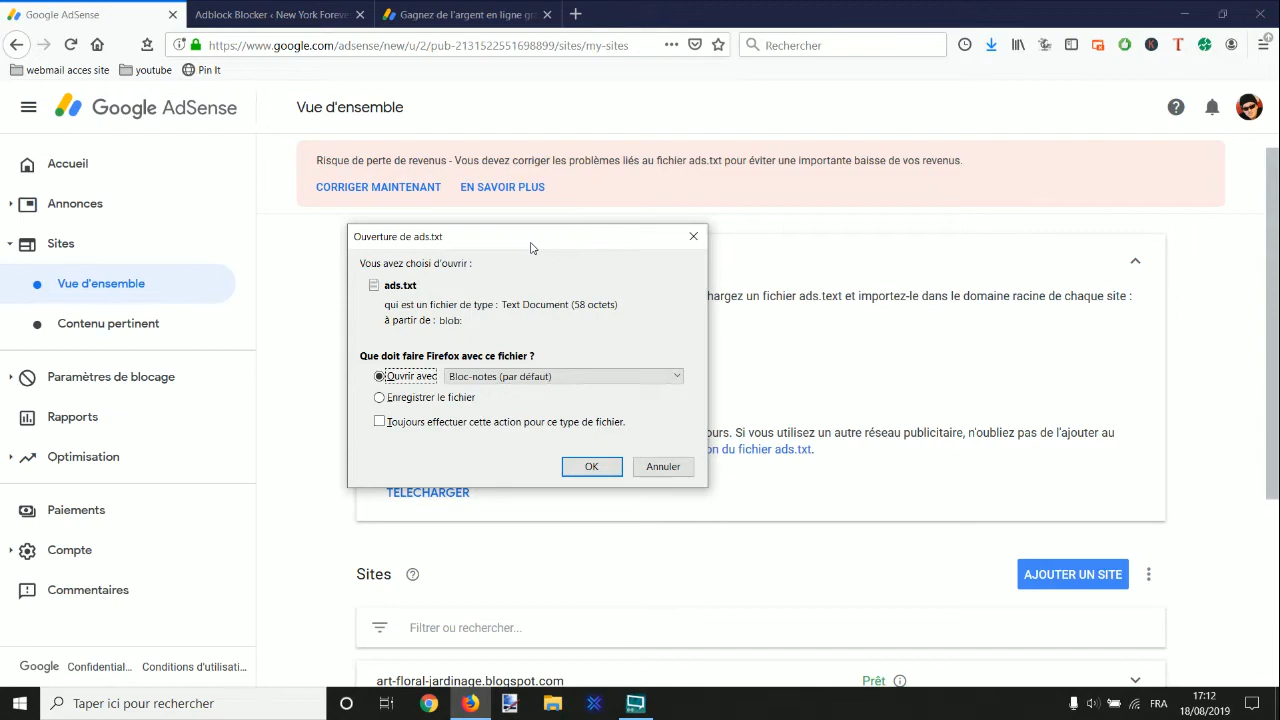 Google AdSense
Adblock Blocker ‹ New York Foreve
Gagnez de l'argent en ligne gr
https://www.google.com/adsense/new/u/2/pub-2131522551698899/sites/my-sites
Rechercher
webmail acces site
youtube
Pin It
Google AdSense
Vue d'ensemble
Accueil
Annonces
Sites
Vue d'ensemble
Contenu pertinent
Paramètres de blocage
Rapports
Optimisation
Paiements
Compte
Commentaires
Google
Confidential...
Conditions d'utilisati...
Risque de perte de revenus - Vous devez corriger les problèmes liés au fichier ads.txt pour éviter une importante baisse de vos revenus.
CORRIGER MAINTENANT
EN SAVOIR PLUS
Ouverture de ads.txt
Vous avez choisi d'ouvrir :
ads.txt
qui est un fichier de type : Text Document (58 octets)
à partir de : blob:
Que doit faire Firefox avec ce fichier ?
Ouvrir avec
Bloc-notes (par défaut)
Enregistrer le fichier
Toujours effectuer cette action pour ce type de fichier.
OK
Annuler
hargez un fichier ads.text et importez-le dans le domaine racine de chaque site :
ours. Si vous utilisez un autre réseau publicitaire, n'oubliez pas de l'ajouter au
on du fichier ads.txt.
TÉLÉCHARGER
Sites
AJOUTER UN SITE
Filtrer ou rechercher...
art-floral-jardinage.blogspot.com
Prêt
Taper ici pour rechercher
FRA
17:12
18/08/2019